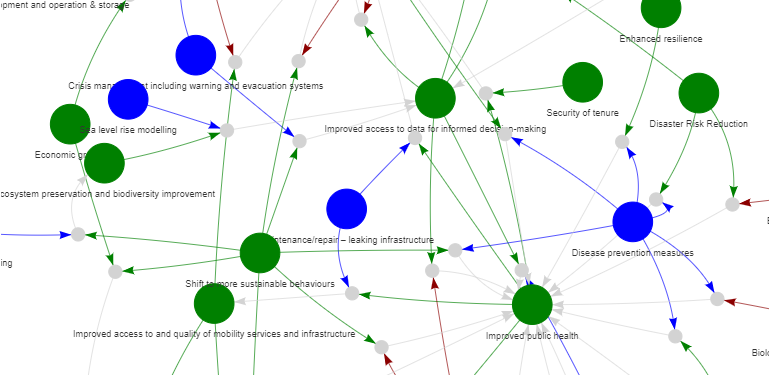 opment and operation & storage
Enhanced resilience
Crisis management including warning and evacuation systems
Security of tenure
Disaster Risk Reduction
Sea level rise modelling
Improved access to data for informed decision-making
Economic gr
cosystem preservation and biodiversity improvement
ntenance/repair – leaking infrastructure
Disease prevention measures
ing
Shift to more sustainable behaviours
Improved access to and quality of mobility services and infrastructure
Improved public health
Biol